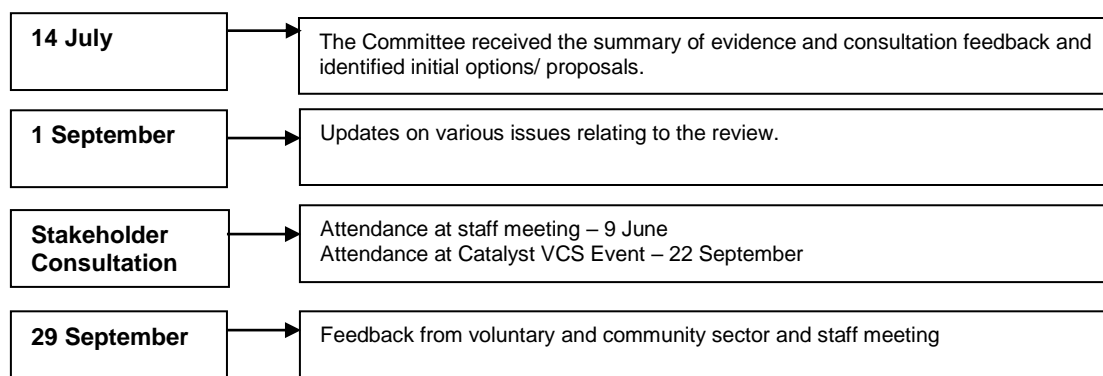 14 July
The Committee received the summary of evidence and consultation feedback and
identified initial options/ proposals.
1 September
Updates on various issues relating to the review.
Stakeholder
Consultation
Attendance at staff meeting – 9 June
Attendance at Catalyst VCS Event – 22 September
29 September
Feedback from voluntary and community sector and staff meeting